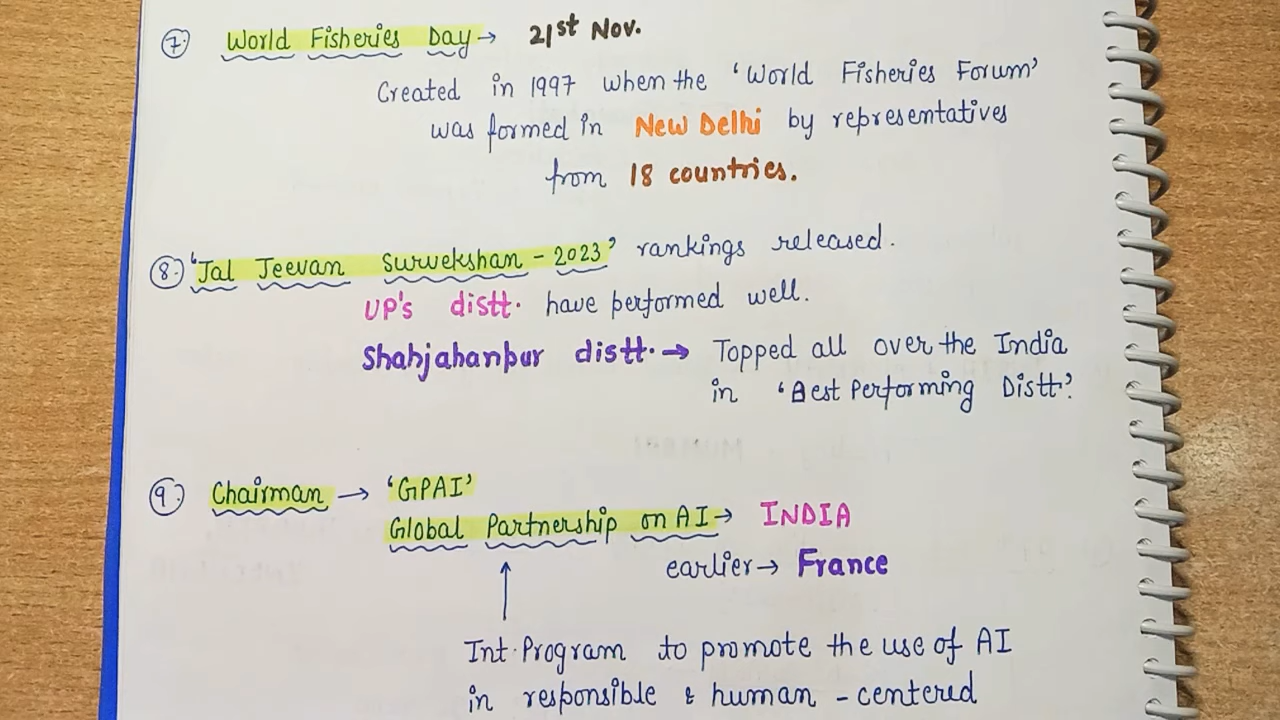 7. World Fisheries Day → 21st Nov.
Created in 1997 when the 'World Fisheries Forum'
was formed in New Delhi by representatives
from 18 countries.
8. 'Jal Jeevan Survekshan - 2023' rankings released.
UP's distt. have performed well.
Shahjahanpur distt. → Topped all over the India
in 'Best Performing Distt'.
9. Chairman → 'GPAI'
Global Partnership on AI → INDIA
earlier → France
↑
Int. Program to promote the use of AI
in responsible & human-centered